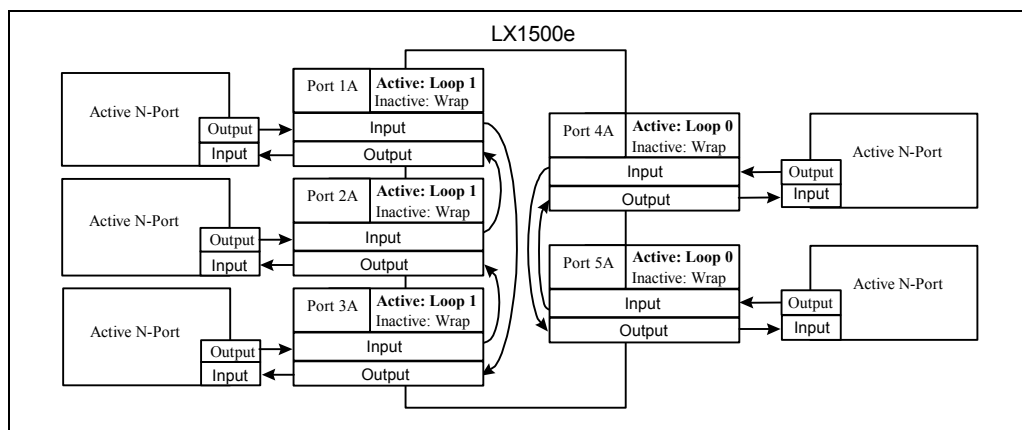 LX1500e
Active N-Port
Output
Input
Port 1A
Active: Loop 1
Inactive: Wrap
Input
Output
Active N-Port
Output
Input
Port 2A
Active: Loop 1
Inactive: Wrap
Input
Output
Active N-Port
Output
Input
Port 3A
Active: Loop 1
Inactive: Wrap
Input
Output
Port 4A
Active: Loop 0
Inactive: Wrap
Input
Output
Active N-Port
Output
Input
Port 5A
Active: Loop 0
Inactive: Wrap
Input
Output
Active N-Port
Output
Input